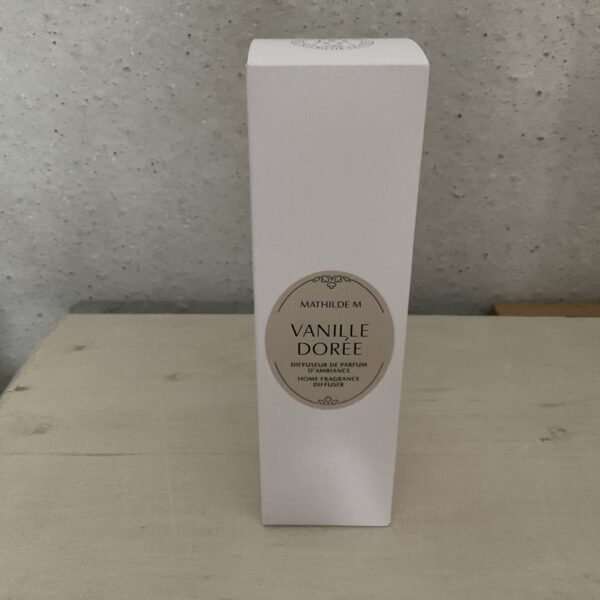 MATHILDE M
VANILLE
DORÉE
DIFFUSEUR DE PARFUM
D'AMBIANCE
HOME FRAGRANCE
DIFFUSER